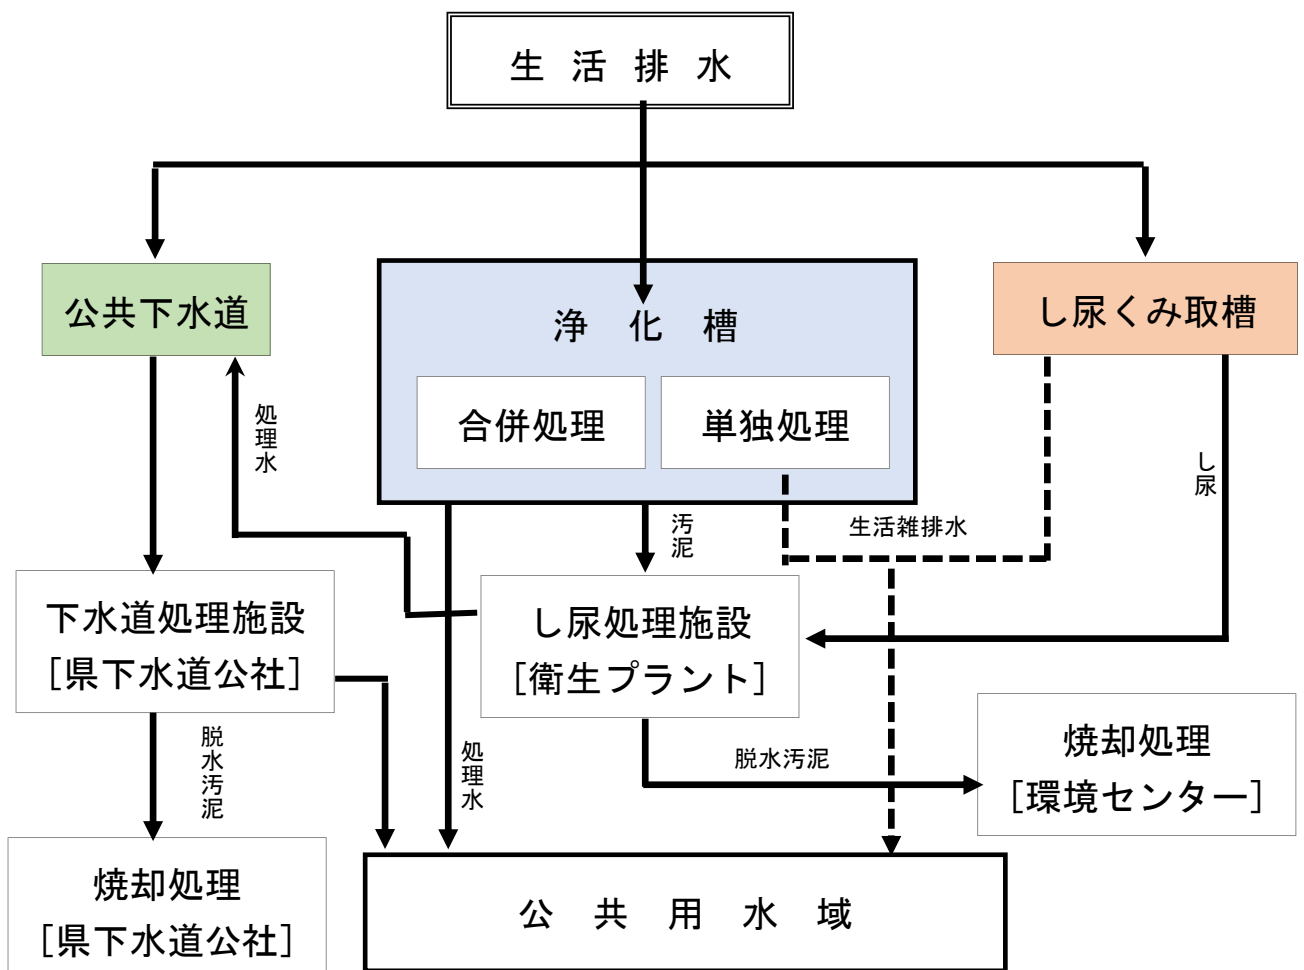 生活排水
公共下水道
浄化槽
し尿くみ取槽
合併処理
単独処理
処理水
汚泥
生活雑排水
し尿
下水道処理施設
［県下水道公社］
し尿処理施設
［衛生プラント］
脱水汚泥
処理水
脱水汚泥
焼却処理
［環境センター］
焼却処理
［県下水道公社］
公共用水域